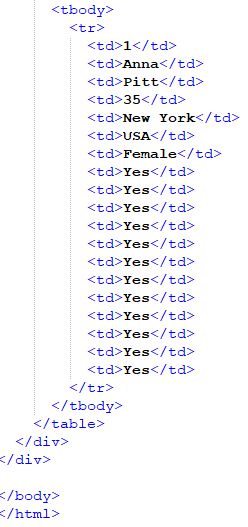 <tbody>
<tr>
<td>1</td>
<td>Anna</td>
<td>Pitt</td>
<td>35</td>
<td>New York</td>
<td>USA</td>
<td>Female</td>
<td>Yes</td>
<td>Yes</td>
<td>Yes</td>
<td>Yes</td>
<td>Yes</td>
<td>Yes</td>
<td>Yes</td>
<td>Yes</td>
<td>Yes</td>
<td>Yes</td>
<td>Yes</td>
<td>Yes</td>
</tr>
</tbody>
</table>
</div>
</div>
</body>
</html>